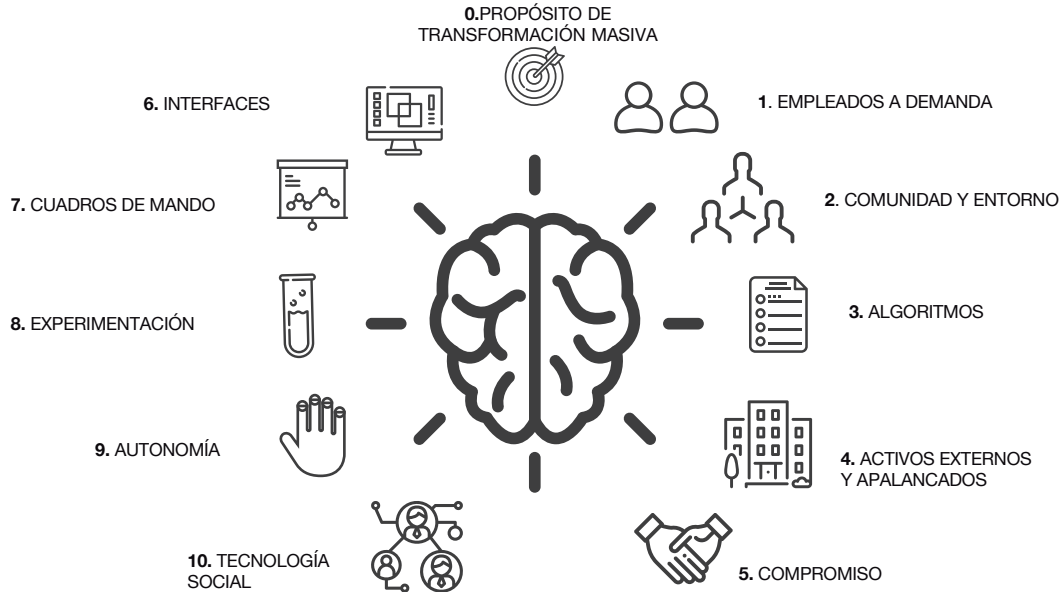 0.PROPÓSITO DE
TRANSFORMACIÓN MASIVA
1. EMPLEADOS A DEMANDA
2. COMUNIDAD Y ENTORNO
3. ALGORITMOS
4. ACTIVOS EXTERNOS
Y APALANCADOS
5. COMPROMISO
6. INTERFACES
7. CUADROS DE MANDO
8. EXPERIMENTACIÓN
9. AUTONOMÍA
10. TECNOLOGÍA
SOCIAL